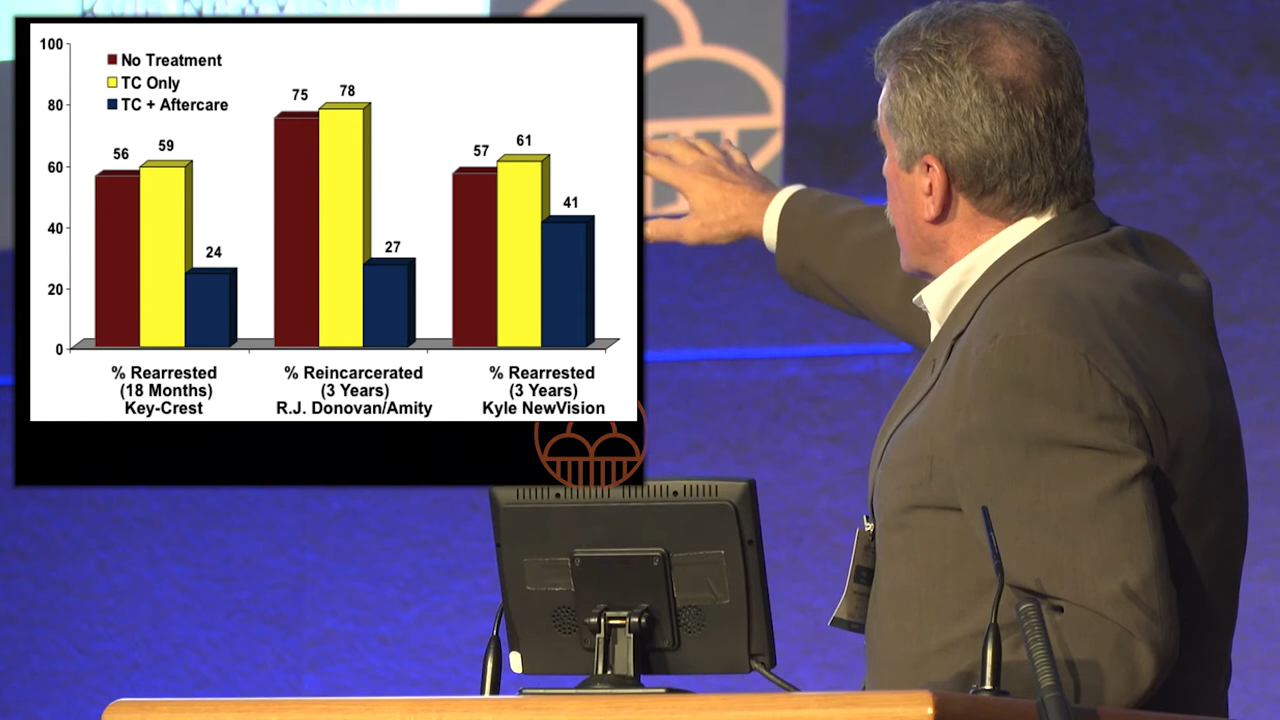 100
80
60
40
20
0
No Treatment
TC Only
TC + Aftercare
56
59
24
75
78
27
57
61
41
% Rearrested
(18 Months)
Key-Crest
% Reincarcerated
(3 Years)
R.J. Donovan/Amity
% Rearrested
(3 Years)
Kyle NewVision